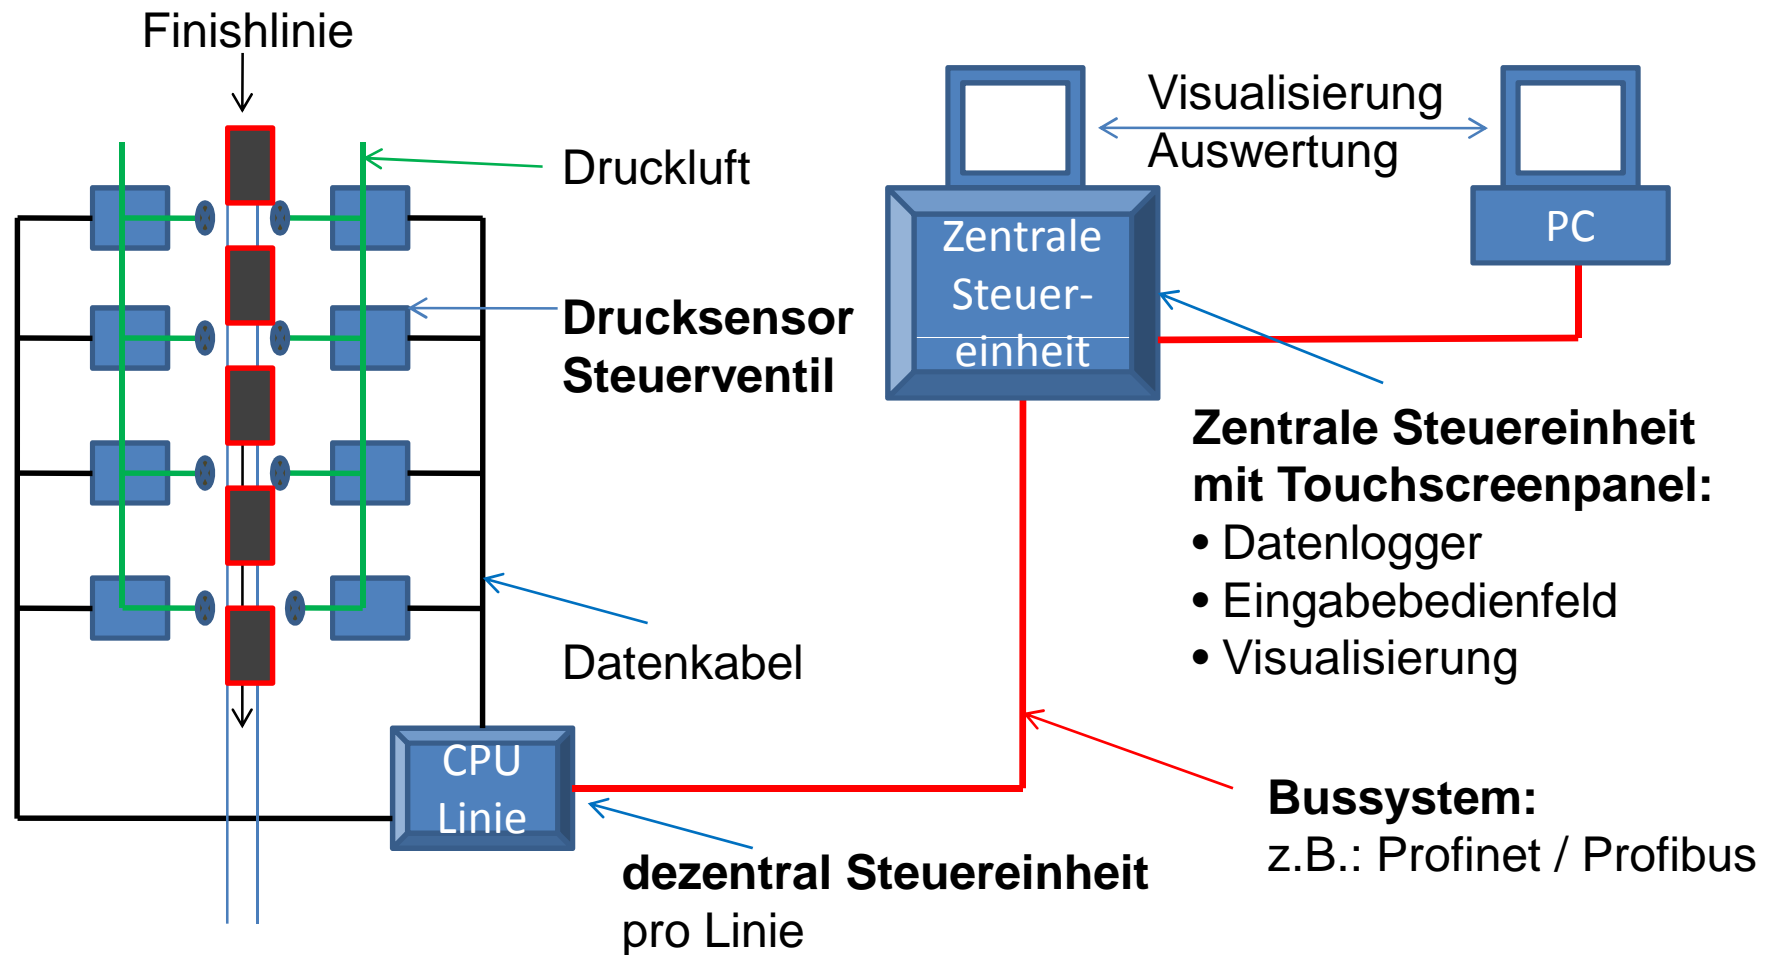 Finishlinie
Druckluft
Drucksensor
Steuerventil
Datenkabel
CPU
Linie
dezentral Steuereinheit
pro Linie
Visualisierung
Auswertung
Zentrale
Steuer-
einheit
PC
Zentrale Steuereinheit
mit Touchscreenpanel:
• Datenlogger
• Eingabebedienfeld
• Visualisierung
Bussystem:
z.B.: Profinet / Profibus